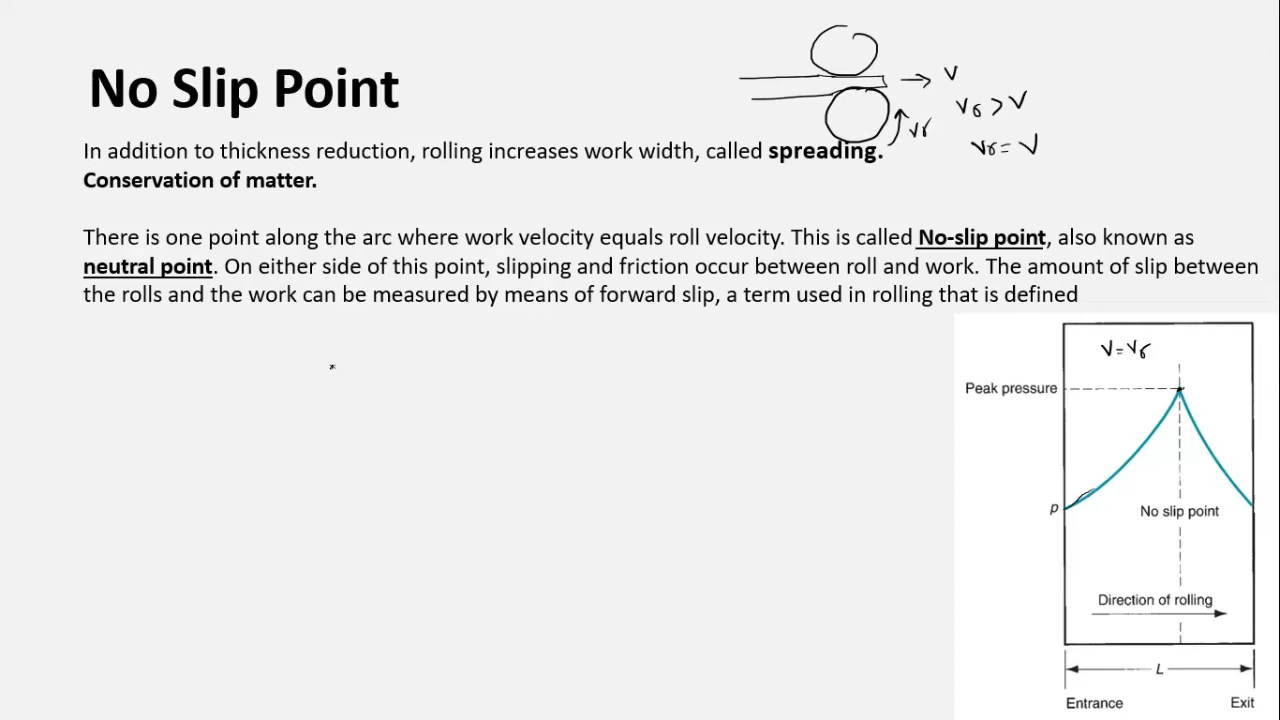 No Slip Point
V
Vr > V
Vr
Vr = V
In addition to thickness reduction, rolling increases work width, called spreading.
Conservation of matter.
There is one point along the arc where work velocity equals roll velocity. This is called No-slip point, also known as
neutral point. On either side of this point, slipping and friction occur between roll and work. The amount of slip between
the rolls and the work can be measured by means of forward slip, a term used in rolling that is defined
V = Vr
Peak pressure
p
No slip point
Direction of rolling
L
Entrance
Exit